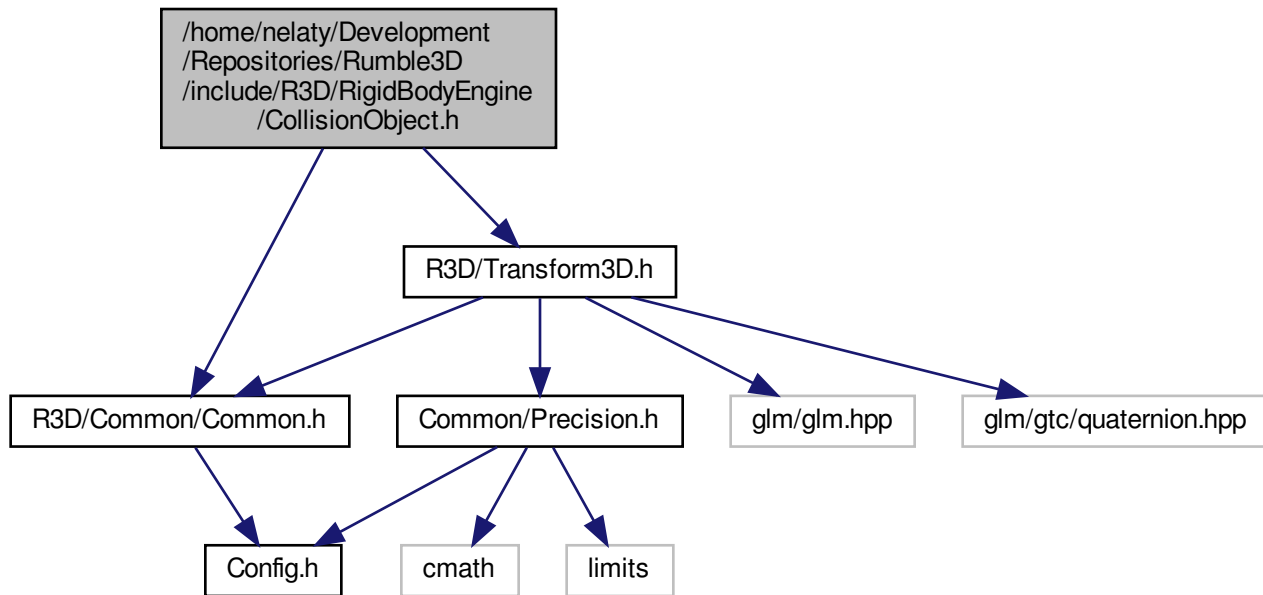 /home/nelaty/Development
/Repositories/Rumble3D
/include/R3D/RigidBodyEngine
/CollisionObject.h
R3D/Transform3D.h
R3D/Common/Common.h
Common/Precision.h
glm/glm.hpp
glm/gtc/quaternion.hpp
Config.h
cmath
limits